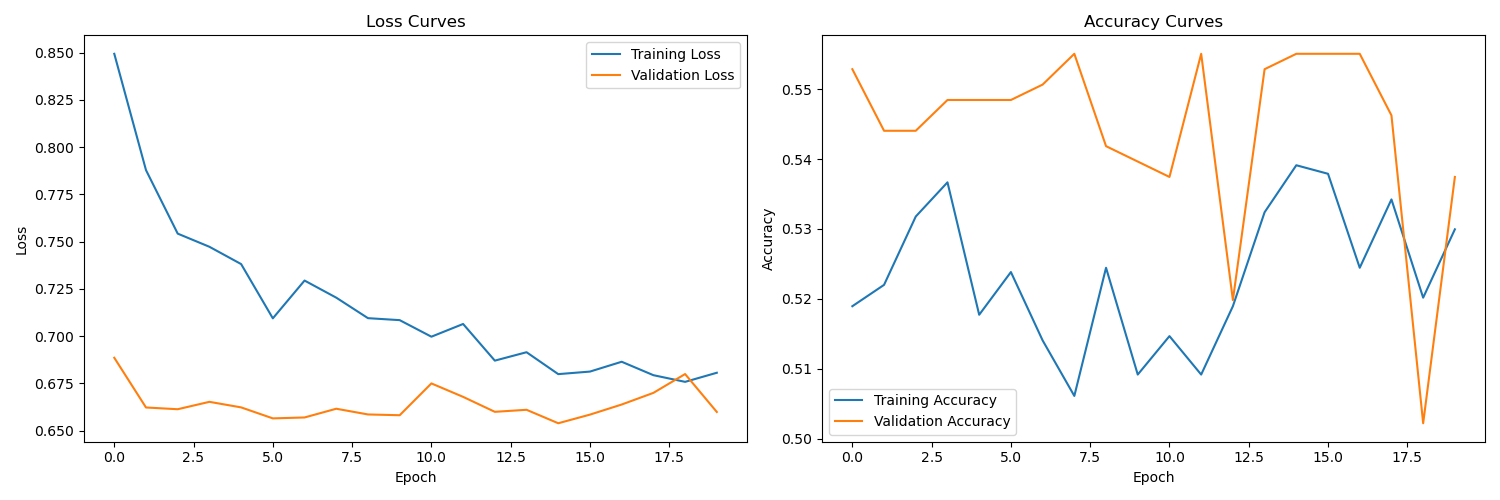 Loss Curves
Training Loss
Validation Loss
0.850
0.825
0.800
0.775
0.750
0.725
0.700
0.675
0.650
Loss
0.0 2.5 5.0 7.5 10.0 12.5 15.0 17.5
Epoch
Accuracy Curves
0.55
0.54
0.53
0.52
0.51
0.50
Accuracy
Training Accuracy
Validation Accuracy
0.0 2.5 5.0 7.5 10.0 12.5 15.0 17.5
Epoch